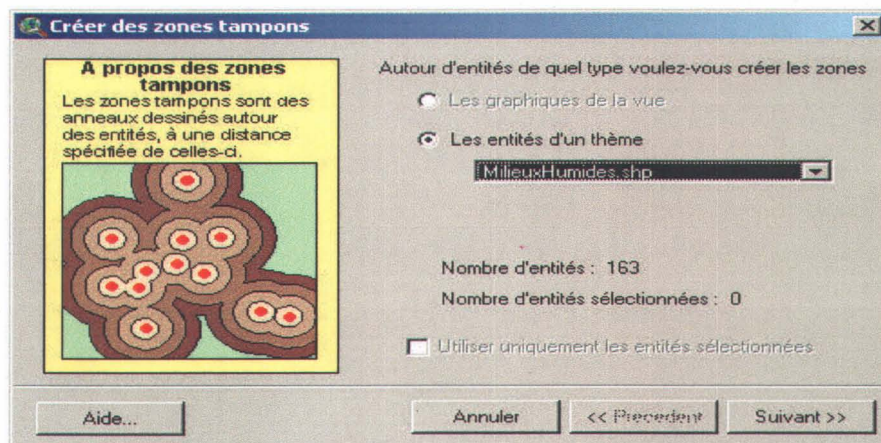 Créer des zones tampons
A propos des zones
tampons
Les zones tampons sont des
anneaux dessinés autour
des entités, à une distance
spécifiée de celles-ci.
Autour d'entités de quel type voulez-vous créer les zones
Les graphiques de la vue
Les entités d'un thème
MilieuxHumides.shp
Nombre d'entités : 163
Nombre d'entités sélectionnées : 0
Utiliser uniquement les entités sélectionnées
Aide...
Annuler
<< Precedent
Suivant >>